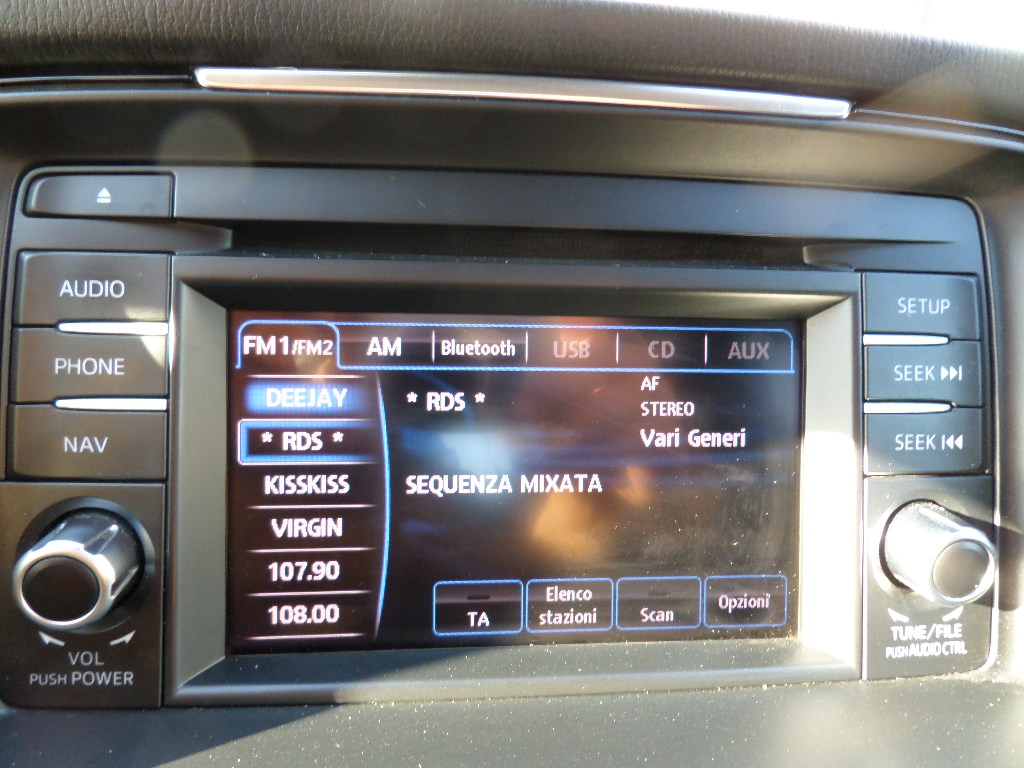 AUDIO
PHONE
NAV
VOL
PUSH POWER
FM1/FM2 AM Bluetooth USB CD AUX
DEEJAY
* RDS *
KISSKISS
VIRGIN
107.90
108.00
* RDS *
AF
STEREO
Vari Generi
SEQUENZA MIXATA
TA
Elenco
stazioni
Scan
Opzioni
SETUP
SEEK
SEEK
TUNE/FILE
PUSH AUDIO CTRL